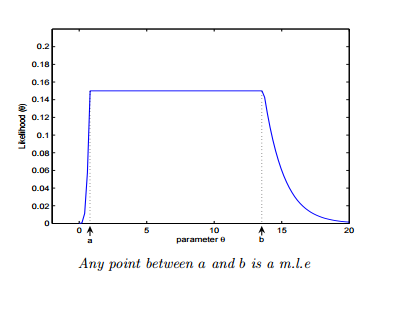 0.2
0.18
0.16
0.14
0.12
0.1
0.08
0.06
0.04
0.02
0
Likelihood (θ)
0 5 10 15 20
a b
parameter θ
Any point between a and b is a m.l.e